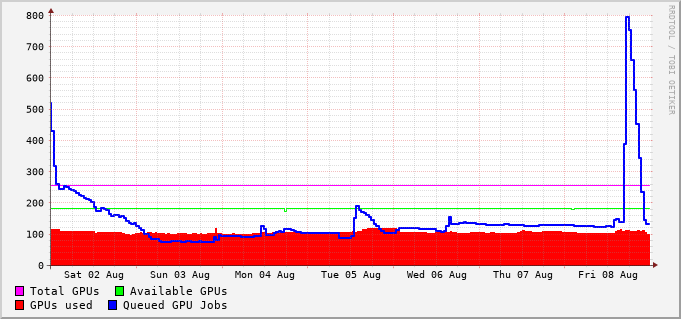 800
700
600
500
400
300
200
100
0
Sat 02 Aug Sun 03 Aug Mon 04 Aug Tue 05 Aug Wed 06 Aug Thu 07 Aug Fri 08 Aug
Total GPUs Available GPUs
GPUs used Queued GPU Jobs
RRDTOOL / TOBI OETIKER